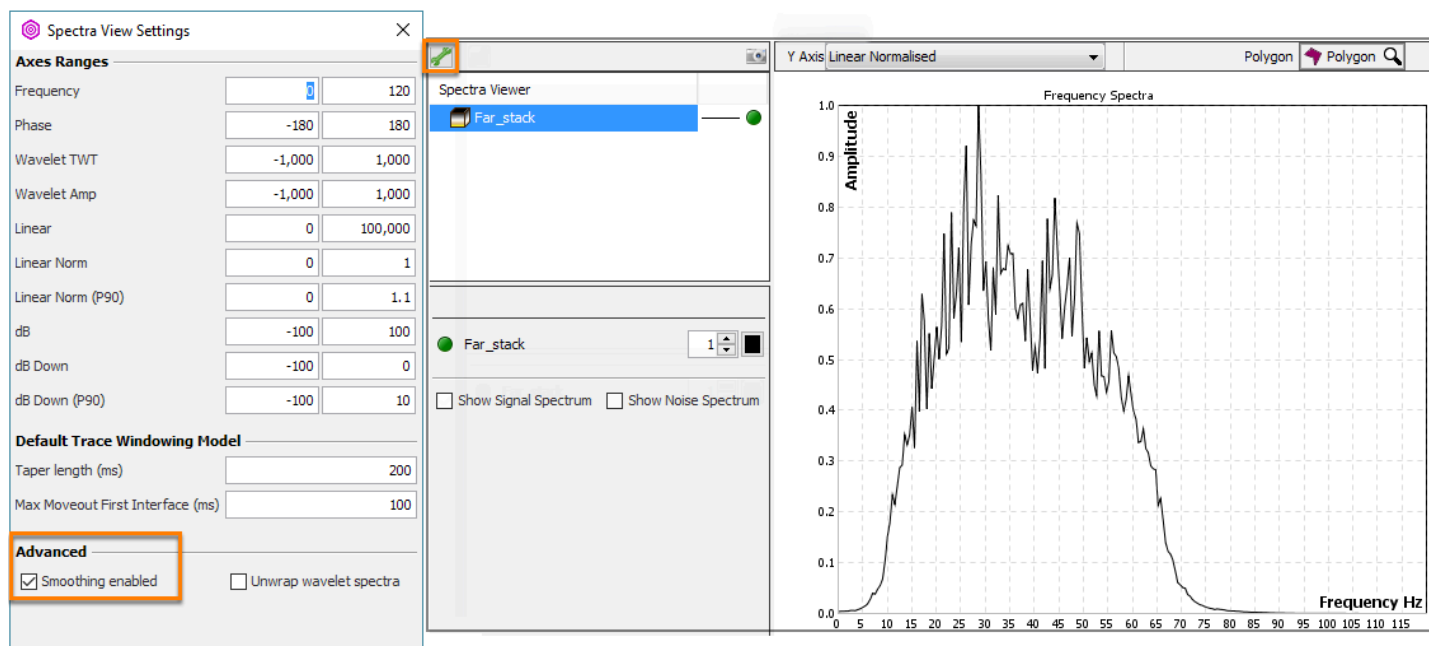 Spectra View Settings
Axes Ranges
Frequency 0 120
Phase -180 180
Wavelet TWT -1,000 1,000
Wavelet Amp -1,000 1,000
Linear 0 100,000
Linear Norm 0 1
Linear Norm (P90) 0 1.1
dB -100 100
dB Down -100 0
dB Down (P90) -100 10
Default Trace Windowing Model
Taper length (ms) 200
Max Moveout First Interface (ms) 100
Advanced
Smoothing enabled Unwrap wavelet spectra
Spectra Viewer
Far_stack
Far_stack 1
Show Signal Spectrum Show Noise Spectrum
Y Axis Linear Normalised Polygon Polygon
Frequency Spectra
Amplitude
1.0
0.9
0.8
0.7
0.6
0.5
0.4
0.3
0.2
0.1
0.0
Frequency Hz
0 5 10 15 20 25 30 35 40 45 50 55 60 65 70 75 80 85 90 95 100 105 110 115